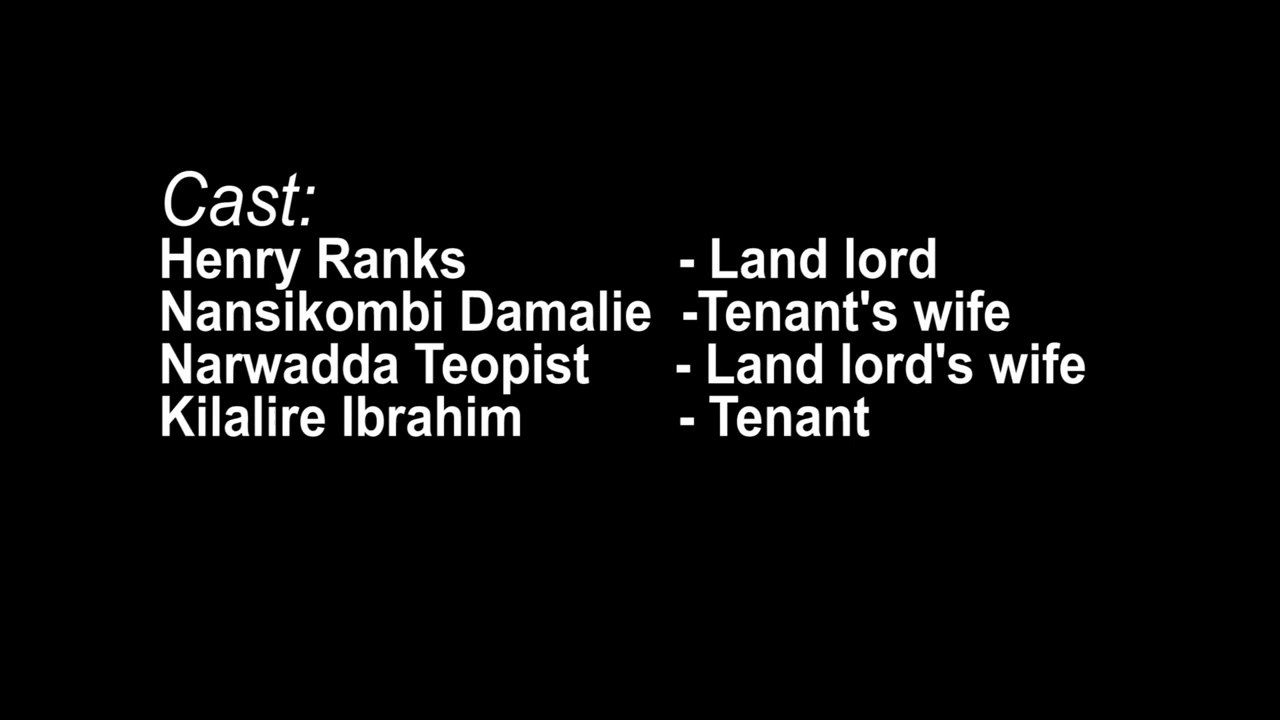 Cast:
Henry Ranks - Land lord
Nansikombi Damalie -Tenant's wife
Narwadda Teopist - Land lord's wife
Kilalire Ibrahim - Tenant